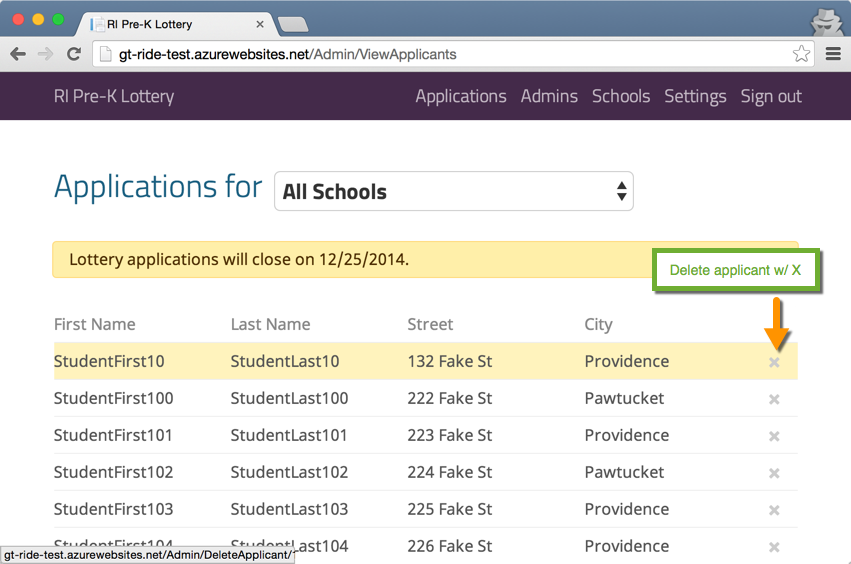 RI Pre-K Lottery
gt-ride-test.azurewebsites.net/Admin/ViewApplicants
RI Pre-K Lottery Applications Admins Schools Settings Sign out
Applications for All Schools
Lottery applications will close on 12/25/2014.
Delete applicant w/ X
First Name Last Name Street City
StudentFirst10 StudentLast10 132 Fake St Providence
StudentFirst100 StudentLast100 222 Fake St Pawtucket
StudentFirst101 StudentLast101 223 Fake St Providence
StudentFirst102 StudentLast102 224 Fake St Pawtucket
StudentFirst103 StudentLast103 225 Fake St Providence
StudentFirst104 StudentLast104 226 Fake St Providence
gt-ride-test.azurewebsites.net/Admin/DeleteApplicant/